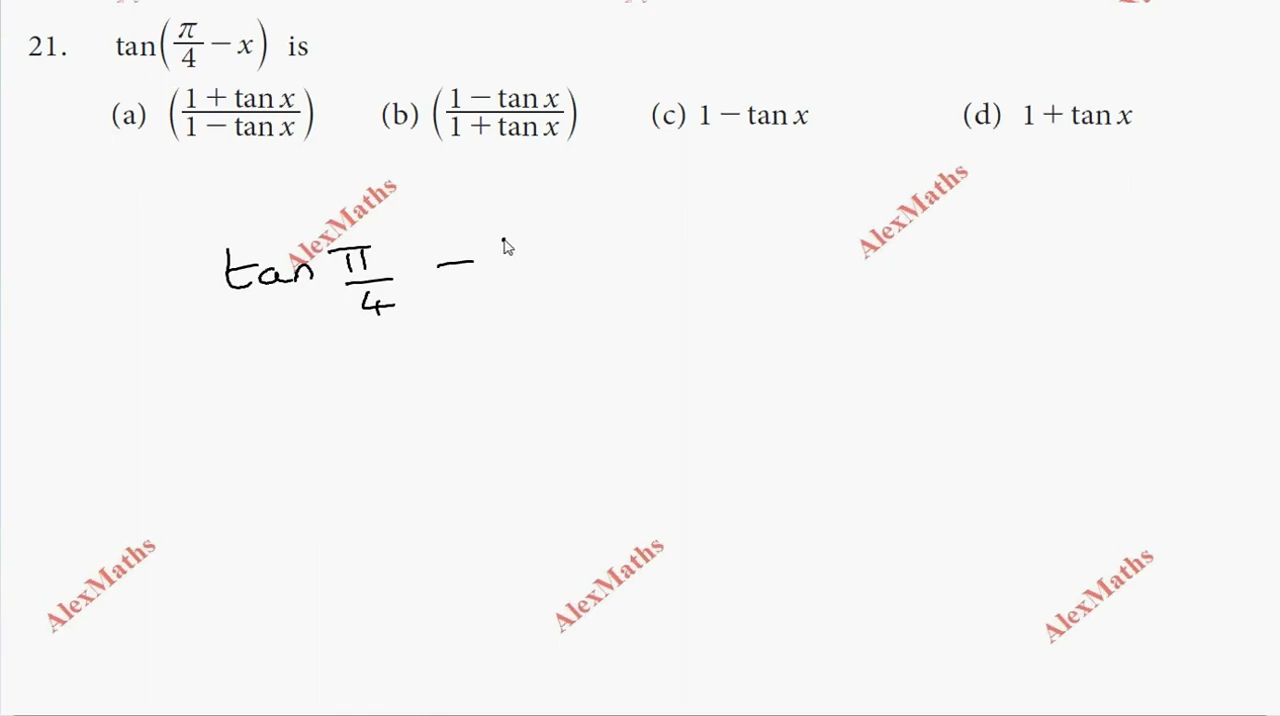 21. tan(π/4 − x) is
(a) ((1 + tan x)/(1 − tan x)) (b) ((1 − tan x)/(1 + tan x)) (c) 1 − tan x (d) 1 + tan x
AlexMaths AlexMaths
tan π/4 −
AlexMaths AlexMaths AlexMaths